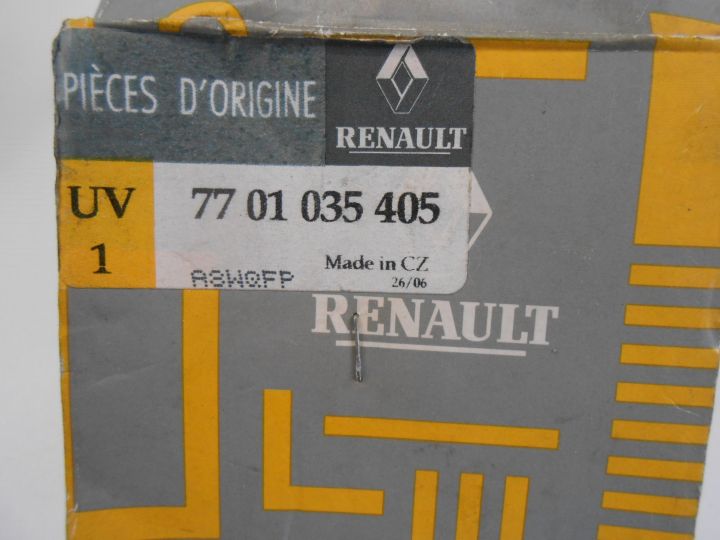 PIÈCES D'ORIGINE
RENAULT
UV
1
77 01 035 405
Made in CZ
26/06
A8W0FP
RENAULT